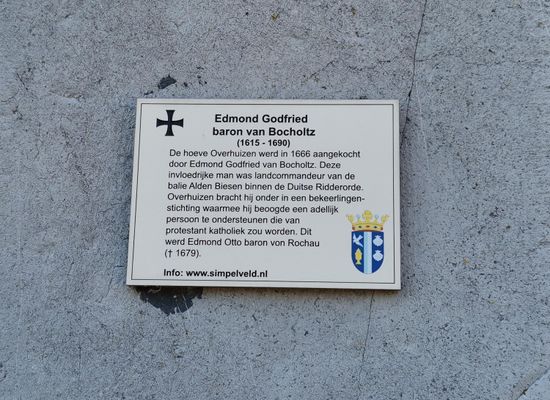 Edmond Godfried
baron van Bocholtz
(1615 - 1690)
De hoeve Overhuizen werd in 1666 aangekocht
door Edmond Godfried van Bocholtz. Deze
invloedrijke man was landcommandeur van de
balie Alden Biesen binnen de Duitse Ridderorde.
Overhuizen bracht hij onder in een bekeerlingen-
stichting waarmee hij beoogde een adellijk
persoon te ondersteunen die van
protestant katholiek zou worden. Dit
werd Edmund Otto baron von Rochau
(† 1679).
Info: www.simpelveld.nl